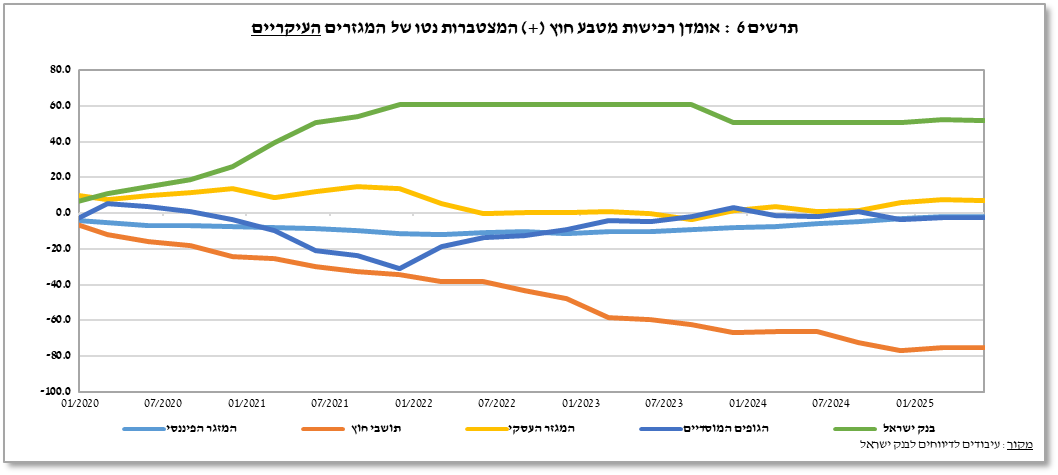 תרשים 6 : אומדן רכישות מטבע חוץ (+) המצטברות נטו של המגזרים העיקריים
80.0
60.0
40.0
20.0
0.0
-20.0
-40.0
-60.0
-80.0
-100.0
01/2020 07/2020 01/2021 07/2021 01/2022 07/2022 01/2023 07/2023 01/2024 07/2024 01/2025
בנק ישראל הגופים המוסדיים המגזר העסקי תושבי חוץ המזגר הפיננסי
מקור : עיבודים לדיווחים לבנק ישראל